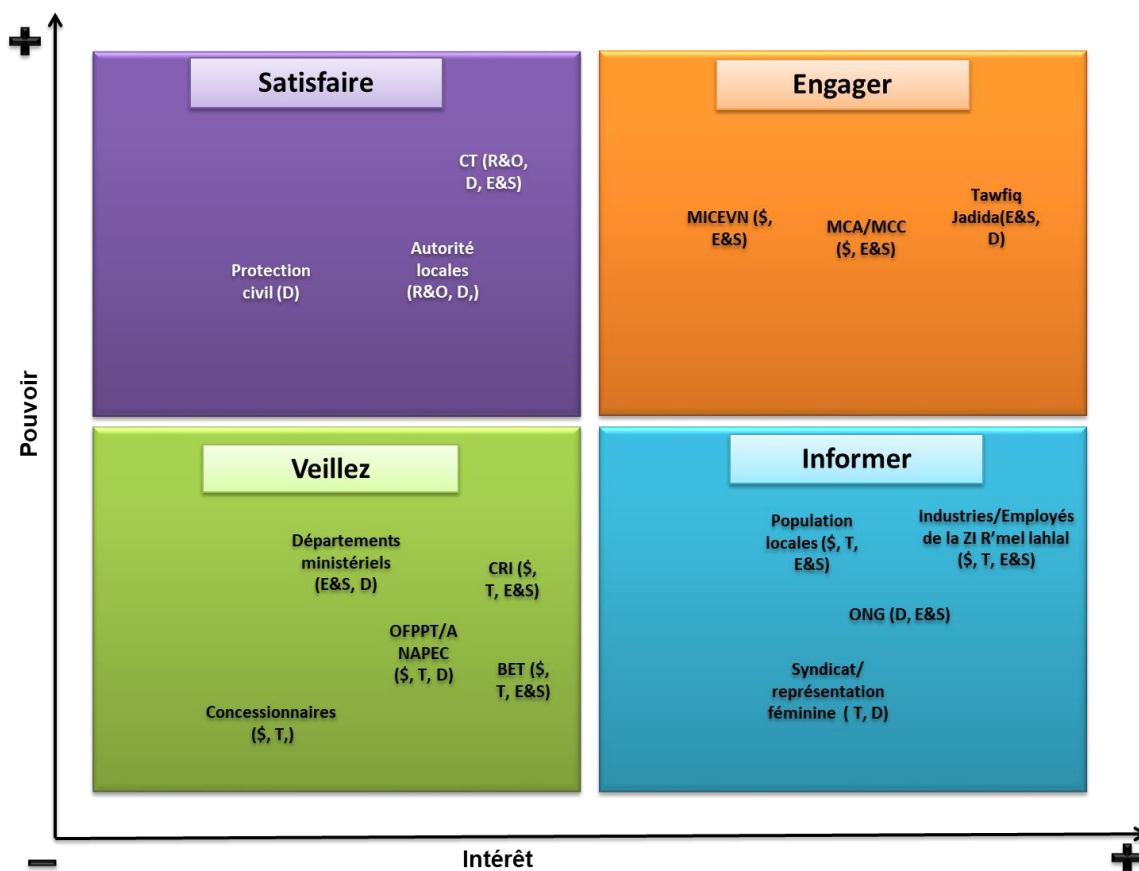 Satisfaire
CT (R&O,
D, E&S)
Autorité
locales
(R&O, D,)
Protection
civil (D)
Engager
MICEVN ($,
E&S)
MCA/MCC
($, E&S)
Tawfiq
Jadida(E&S,
D)
Pouvoir
Veillez
Départements
ministériels
(E&S, D)
CRI ($,
T, E&S)
OFPPT/A
NAPEC
($, T, D)
BET ($,
T, E&S)
Concessionnaires
($, T,)
Informer
Population
locales ($, T,
E&S)
Industries/Employés
de la ZI R'mel lahlal
($, T, E&S)
ONG (D, E&S)
Syndicat/
représentation
féminine ( T, D)
Intérêt